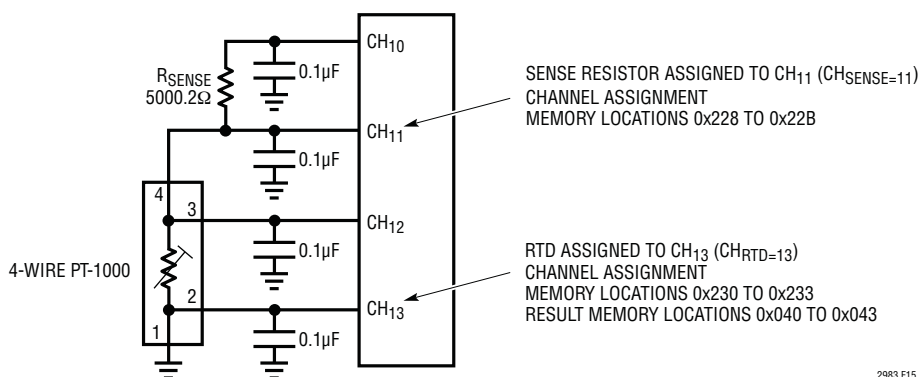 CH10
0.1µF
RSENSE
5000.2Ω
SENSE RESISTOR ASSIGNED TO CH11 (CHSENSE=11)
CHANNEL ASSIGNMENT
MEMORY LOCATIONS 0x228 TO 0x22B
CH11
0.1µF
4
3
CH12
0.1µF
4-WIRE PT-1000
RTD ASSIGNED TO CH13 (CHRTD=13)
CHANNEL ASSIGNMENT
MEMORY LOCATIONS 0x230 TO 0x233
RESULT MEMORY LOCATIONS 0x040 TO 0x043
2
CH13
1
0.1µF
2983 F15